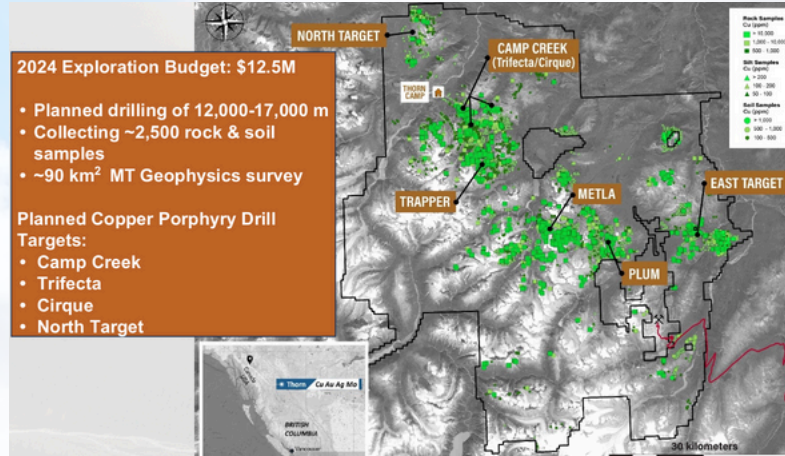 2024 Exploration Budget: $12.5M
• Planned drilling of 12,000-17,000 m
• Collecting ~2,500 rock & soil
samples
• ~90 km² MT Geophysics survey
Planned Copper Porphyry Drill
Targets:
• Camp Creek
• Trifecta
• Cirque
• North Target
NORTH TARGET
CAMP CREEK
(Trifecta/Cirque)
THORN
CAMP
TRAPPER
METLA
EAST TARGET
PLUM
Rock Samples
Cu (ppm)
> 10,000
1,000 - 10,000
500 - 1,000
Silt Samples
Cu (ppm)
> 200
100 - 200
50 - 100
Soil Samples
Cu (ppm)
> 1,000
500 - 1,000
100 - 500
Thorn Cu Au Ag Mo
BRITISH
COLUMBIA
Vancouver
30 kilometers